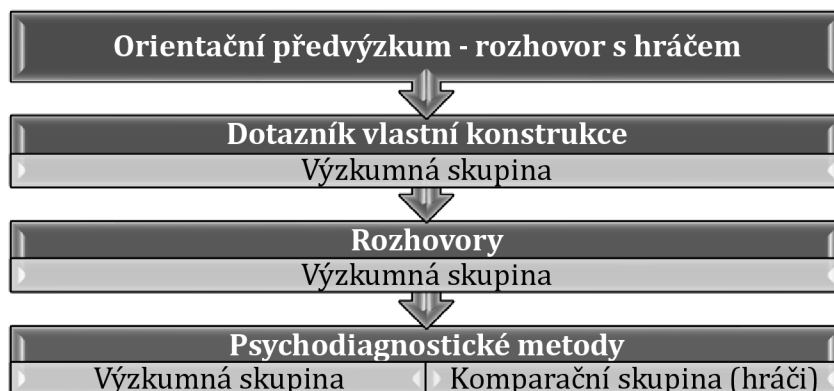 Orientační předvýzkum - rozhovor s hráčem
Dotazník vlastní konstrukce
Výzkumná skupina
Rozhovory
Výzkumná skupina
Psychodiagnostické metody
Výzkumná skupina
Komparační skupina (hráči)